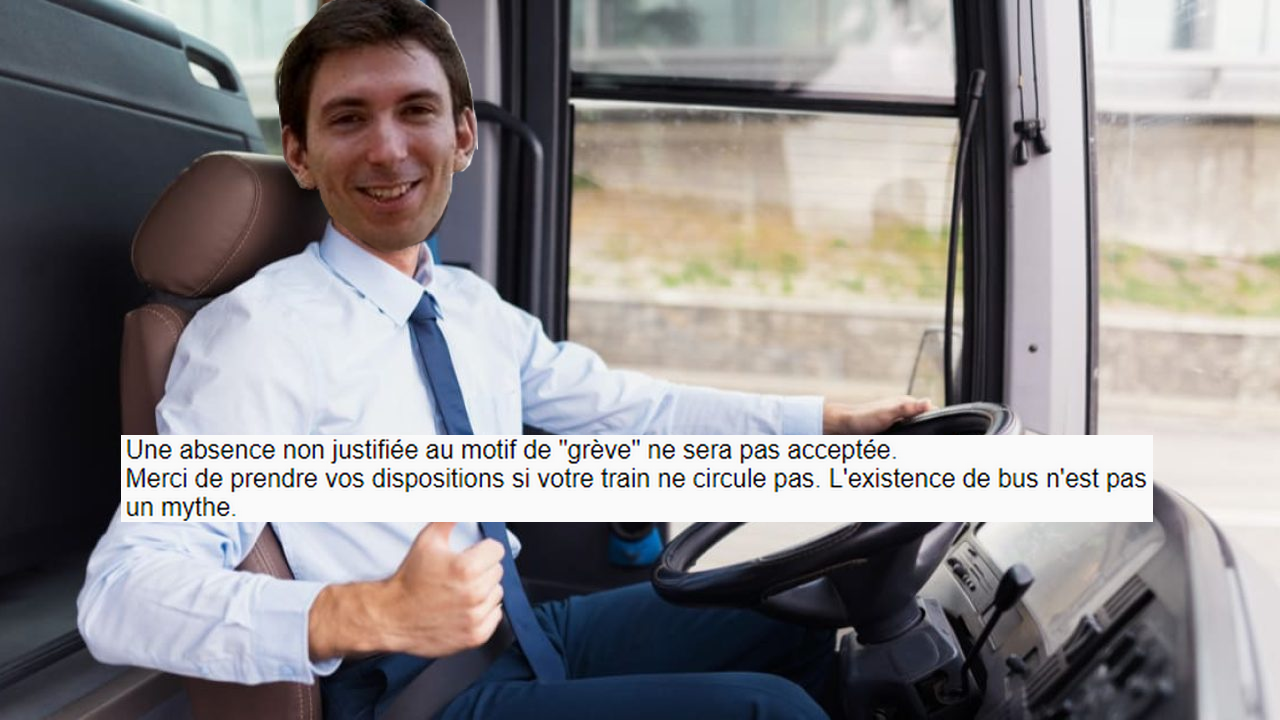 Une absence non justifiée au motif de "grève" ne sera pas acceptée.
Merci de prendre vos dispositions si votre train ne circule pas. L'existence de bus n'est pas
un mythe.